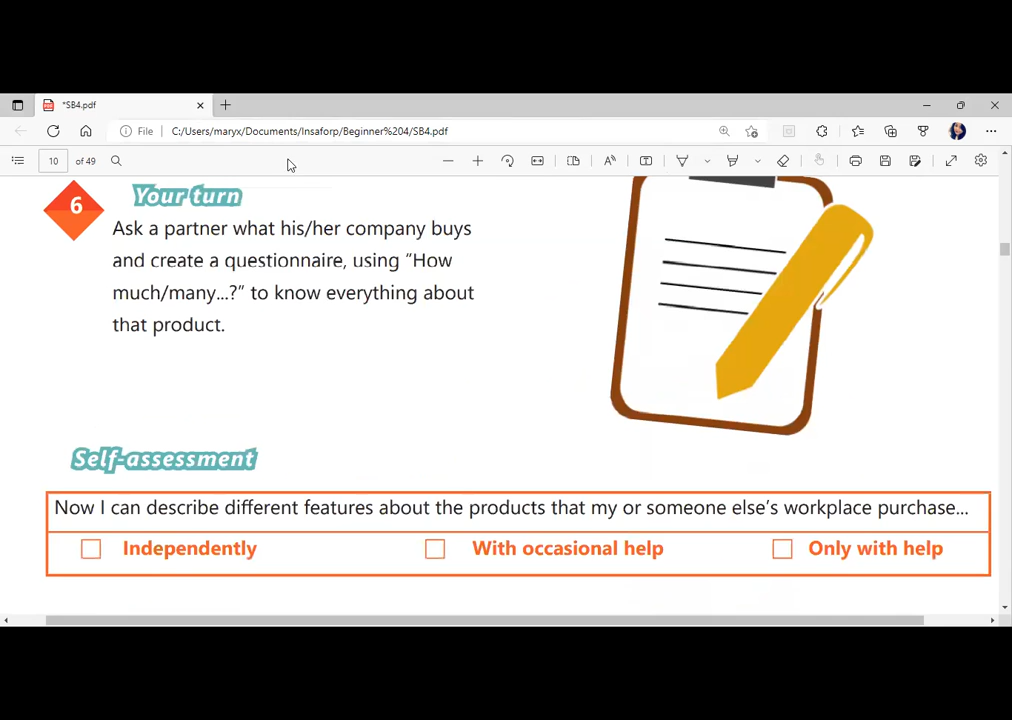 *SB4.pdf
File C:/Users/maryx/Documents/Insaforp/Beginner%204/SB4.pdf
10 of 49
6 Your turn
Ask a partner what his/her company buys
and create a questionnaire, using “How
much/many...?” to know everything about
that product.
Self-assessment
Now I can describe different features about the products that my or someone else’s workplace purchase...
Independently With occasional help Only with help